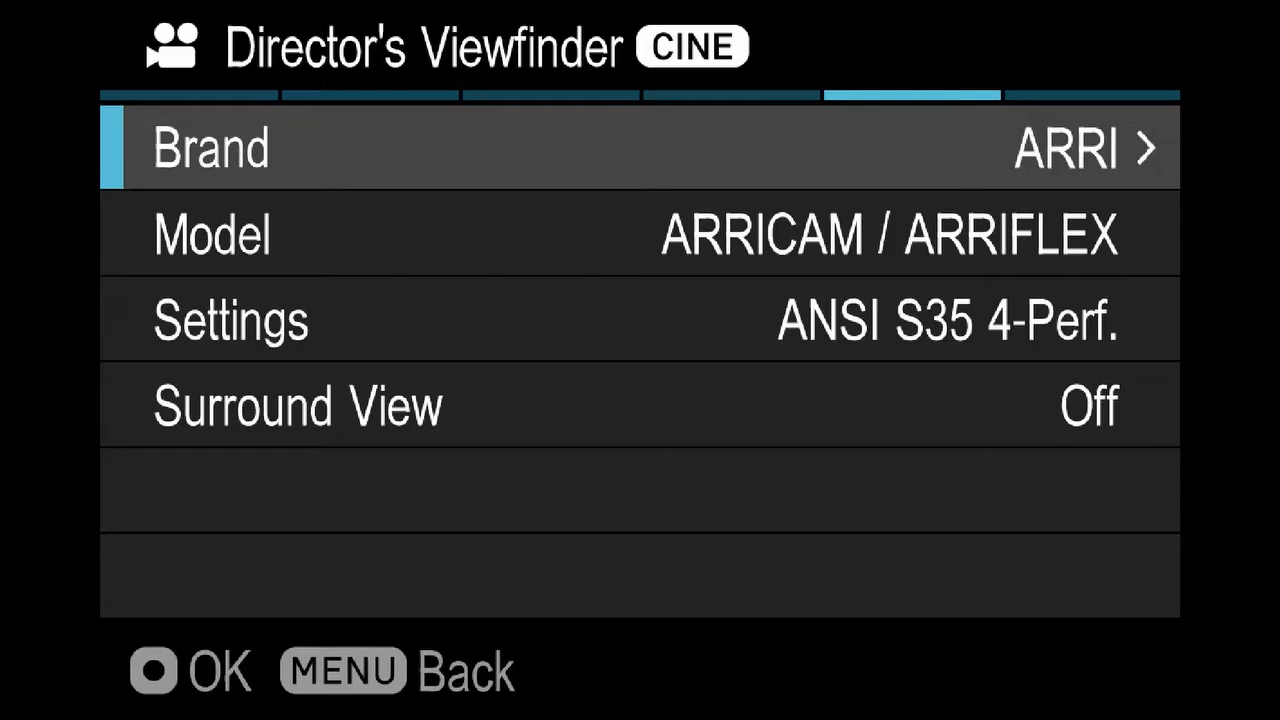 Director's Viewfinder CINE
Brand ARRI >
Model ARRICAM / ARRIFLEX
Settings ANSI S35 4-Perf.
Surround View Off
OK MENU Back